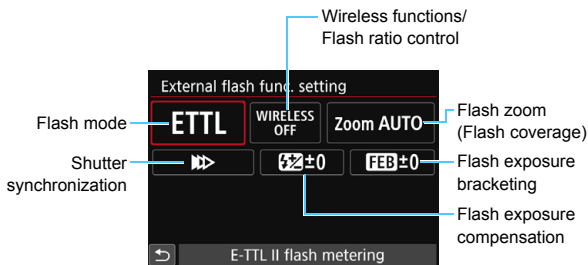 Wireless functions/
Flash ratio control
External flash func. setting
Flash mode
ETTL
WIRELESS
OFF
Zoom AUTO
Flash zoom
(Flash coverage)
Shutter
synchronization
±0
FEB±0
Flash exposure
bracketing
Flash exposure
compensation
E-TTL II flash metering